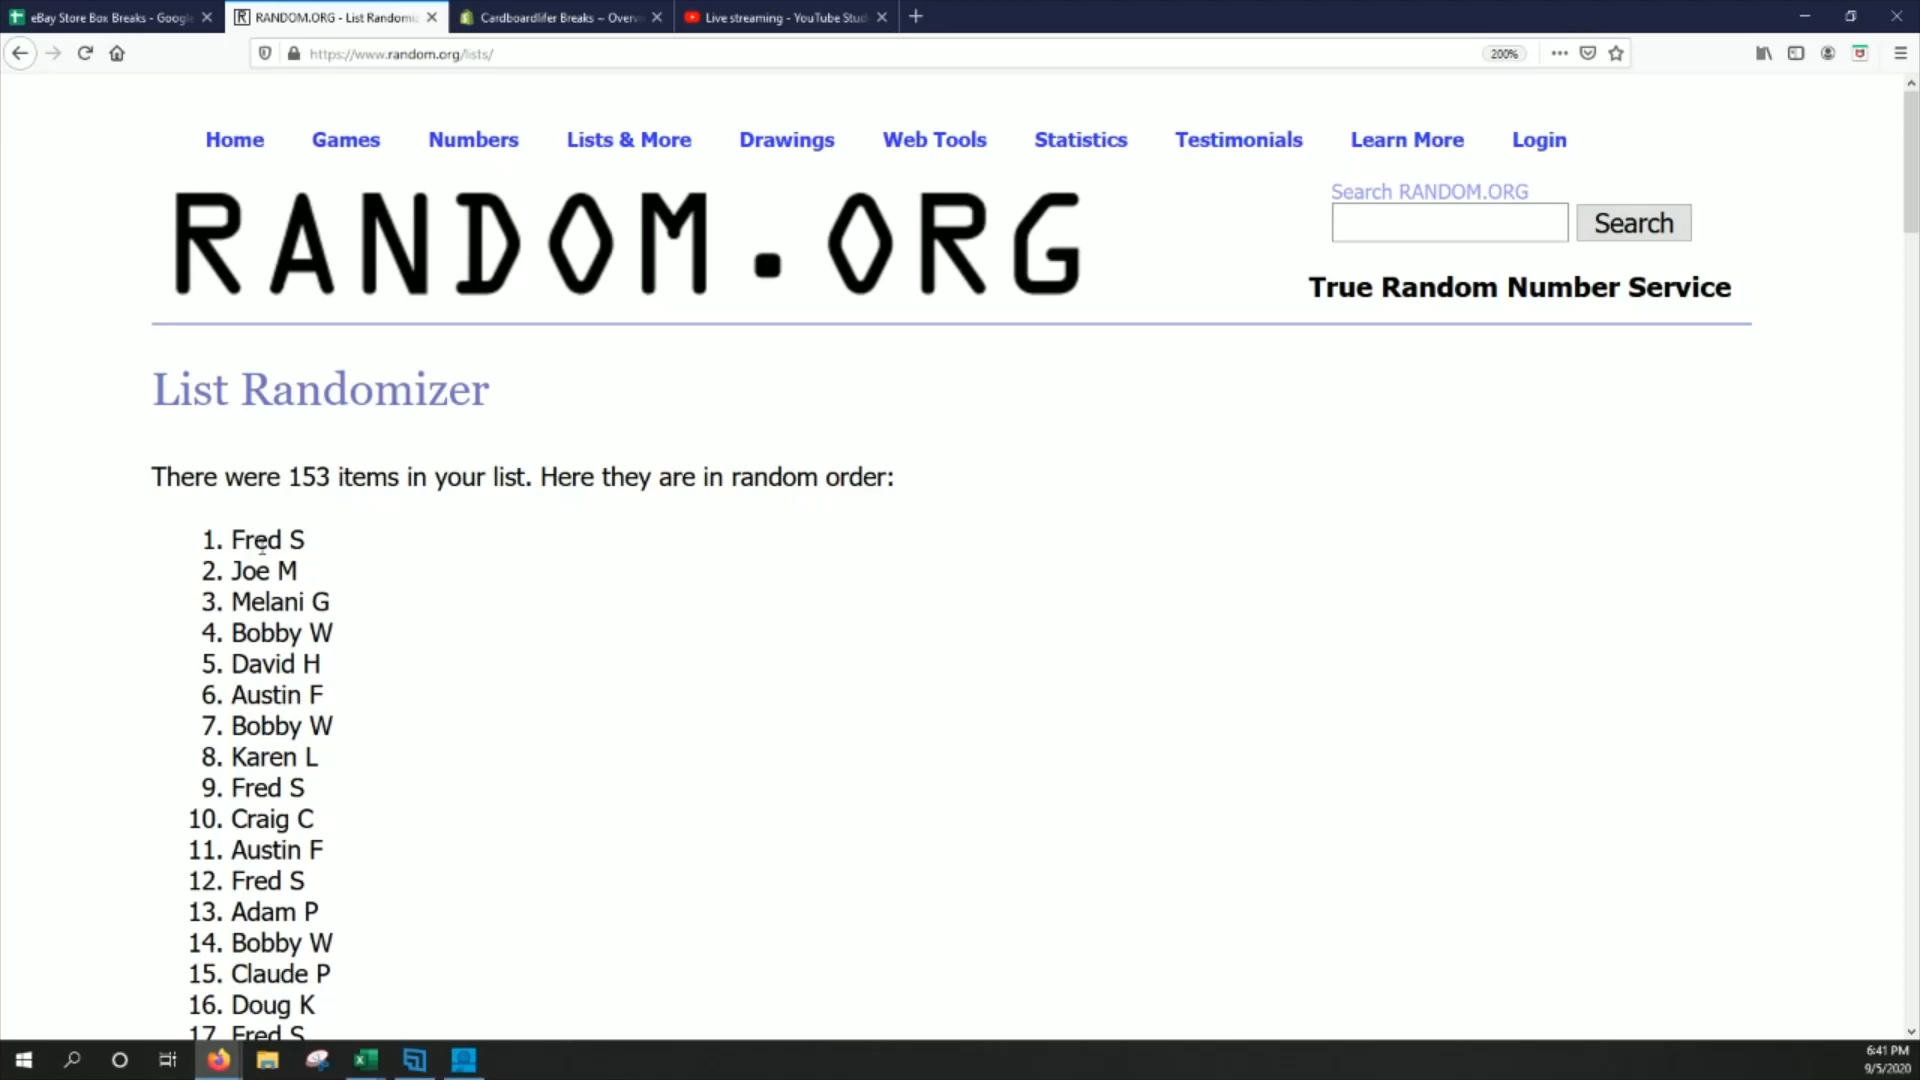 eBay Store Box Breaks - Google
RANDOM.ORG - List Randomi
Cardboardlifer Breaks ~ Overv
Live streaming - YouTube Stud
https://www.random.org/lists/
200%
Home Games Numbers Lists & More Drawings Web Tools Statistics Testimonials Learn More Login
RANDOM.ORG
Search RANDOM.ORG
Search
True Random Number Service
List Randomizer
There were 153 items in your list. Here they are in random order:
1. Fred S
2. Joe M
3. Melani G
4. Bobby W
5. David H
6. Austin F
7. Bobby W
8. Karen L
9. Fred S
10. Craig C
11. Austin F
12. Fred S
13. Adam P
14. Bobby W
15. Claude P
16. Doug K
17. Fred S
6:41 PM
9/5/2020